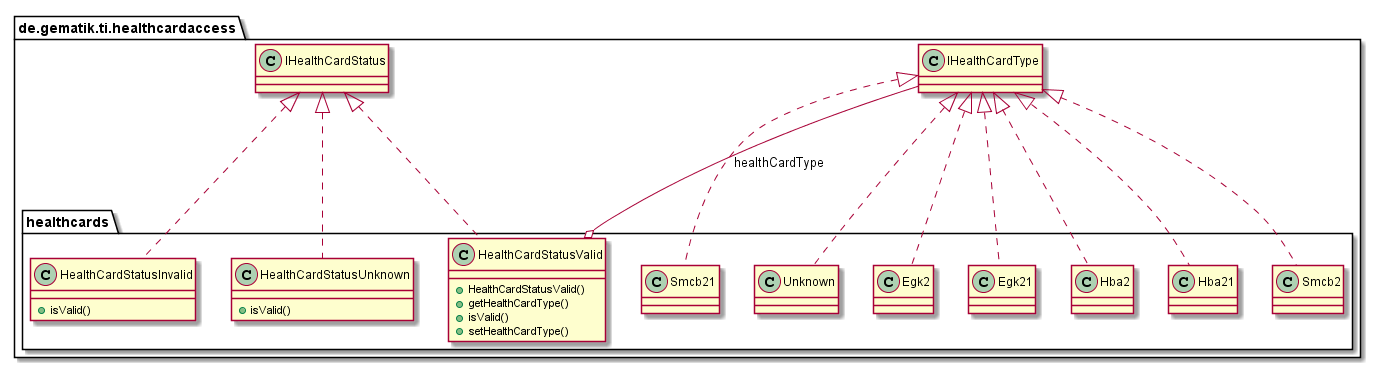 de.gematik.ti.healthcardaccess
C IHealthCardStatus
C IHealthCardType
healthCardType
healthcards
C HealthCardStatusInvalid
isValid()
C HealthCardStatusUnknown
isValid()
C HealthCardStatusValid
HealthCardStatusValid()
getHealthCardType()
isValid()
setHealthCardType()
C Smcb21
C Unknown
C Egk2
C Egk21
C Hba2
C Hba21
C Smcb2